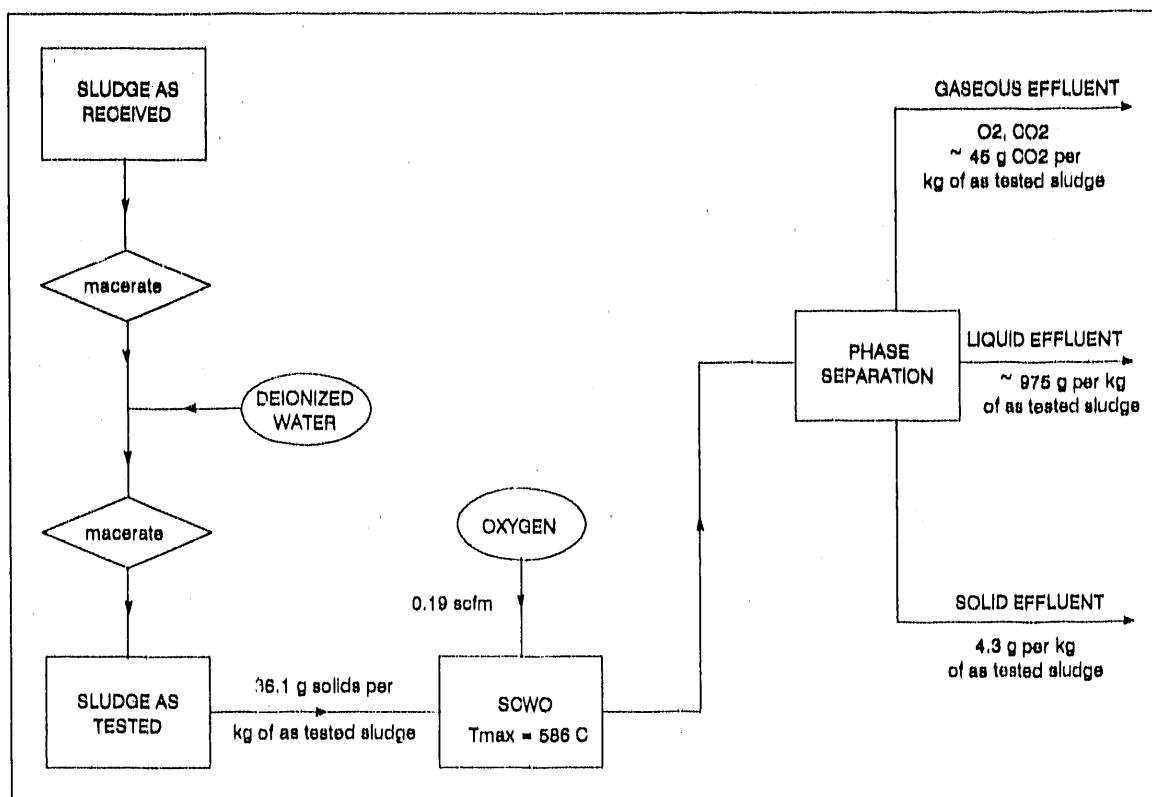 SLUDGE AS
RECEIVED
macerate
DEIONIZED
WATER
macerate
SLUDGE AS
TESTED
36.1 g solids per
kg of as tested sludge
OXYGEN
0.19 scfm
SCWO
Tmax = 586 C
PHASE
SEPARATION
GASEOUS EFFLUENT
O2, CO2
~ 45 g CO2 per
kg of as tested sludge
LIQUID EFFLUENT
~ 975 g per kg
of as tested sludge
SOLID EFFLUENT
4.3 g per kg
of as tested sludge